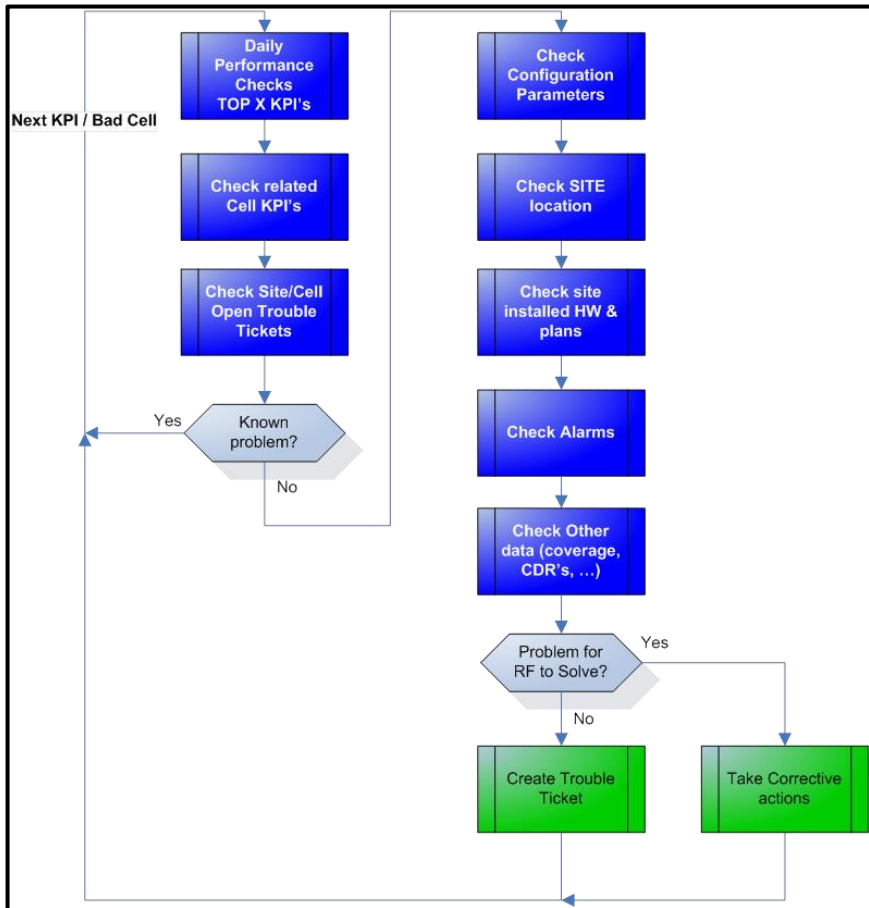 Daily
Performance
Checks
TOP X KPI's
Next KPI / Bad Cell
Check related
Cell KPI's
Check Site/Cell
Open Trouble
Tickets
Yes
Known
problem?
No
Check
Configuration
Parameters
Check SITE
location
Check site
installed HW &
plans
Check Alarms
Check Other
data (coverage,
CDR's, ...)
Problem for
RF to Solve?
Yes
No
Create Trouble
Ticket
Take Corrective
actions